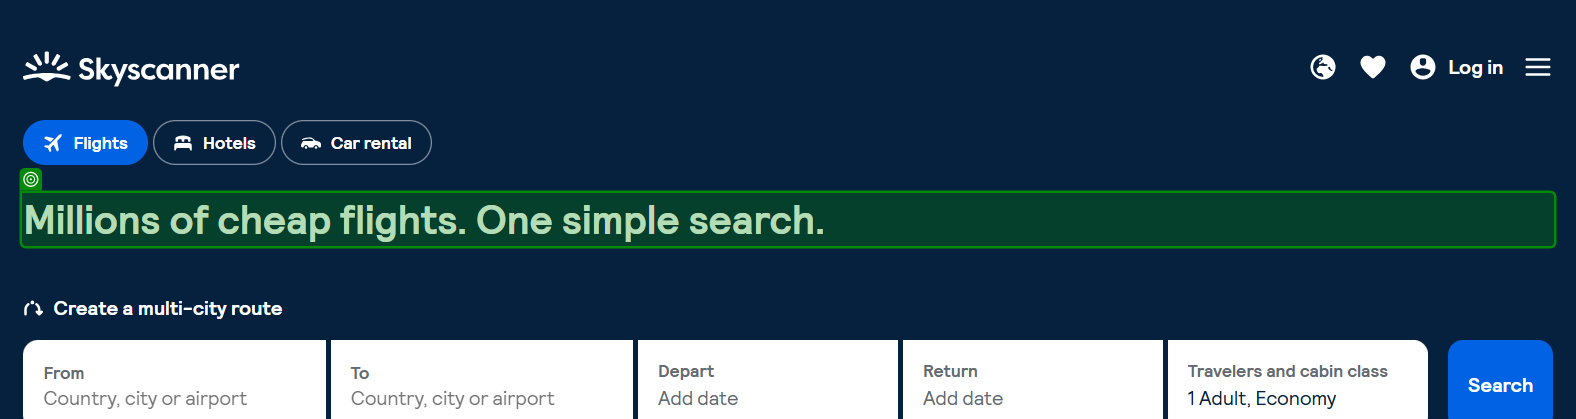 Skyscanner
Log in
Flights Hotels Car rental
Millions of cheap flights. One simple search.
Create a multi-city route
From
Country, city or airport
To
Country, city or airport
Depart
Add date
Return
Add date
Travelers and cabin class
1 Adult, Economy
Search